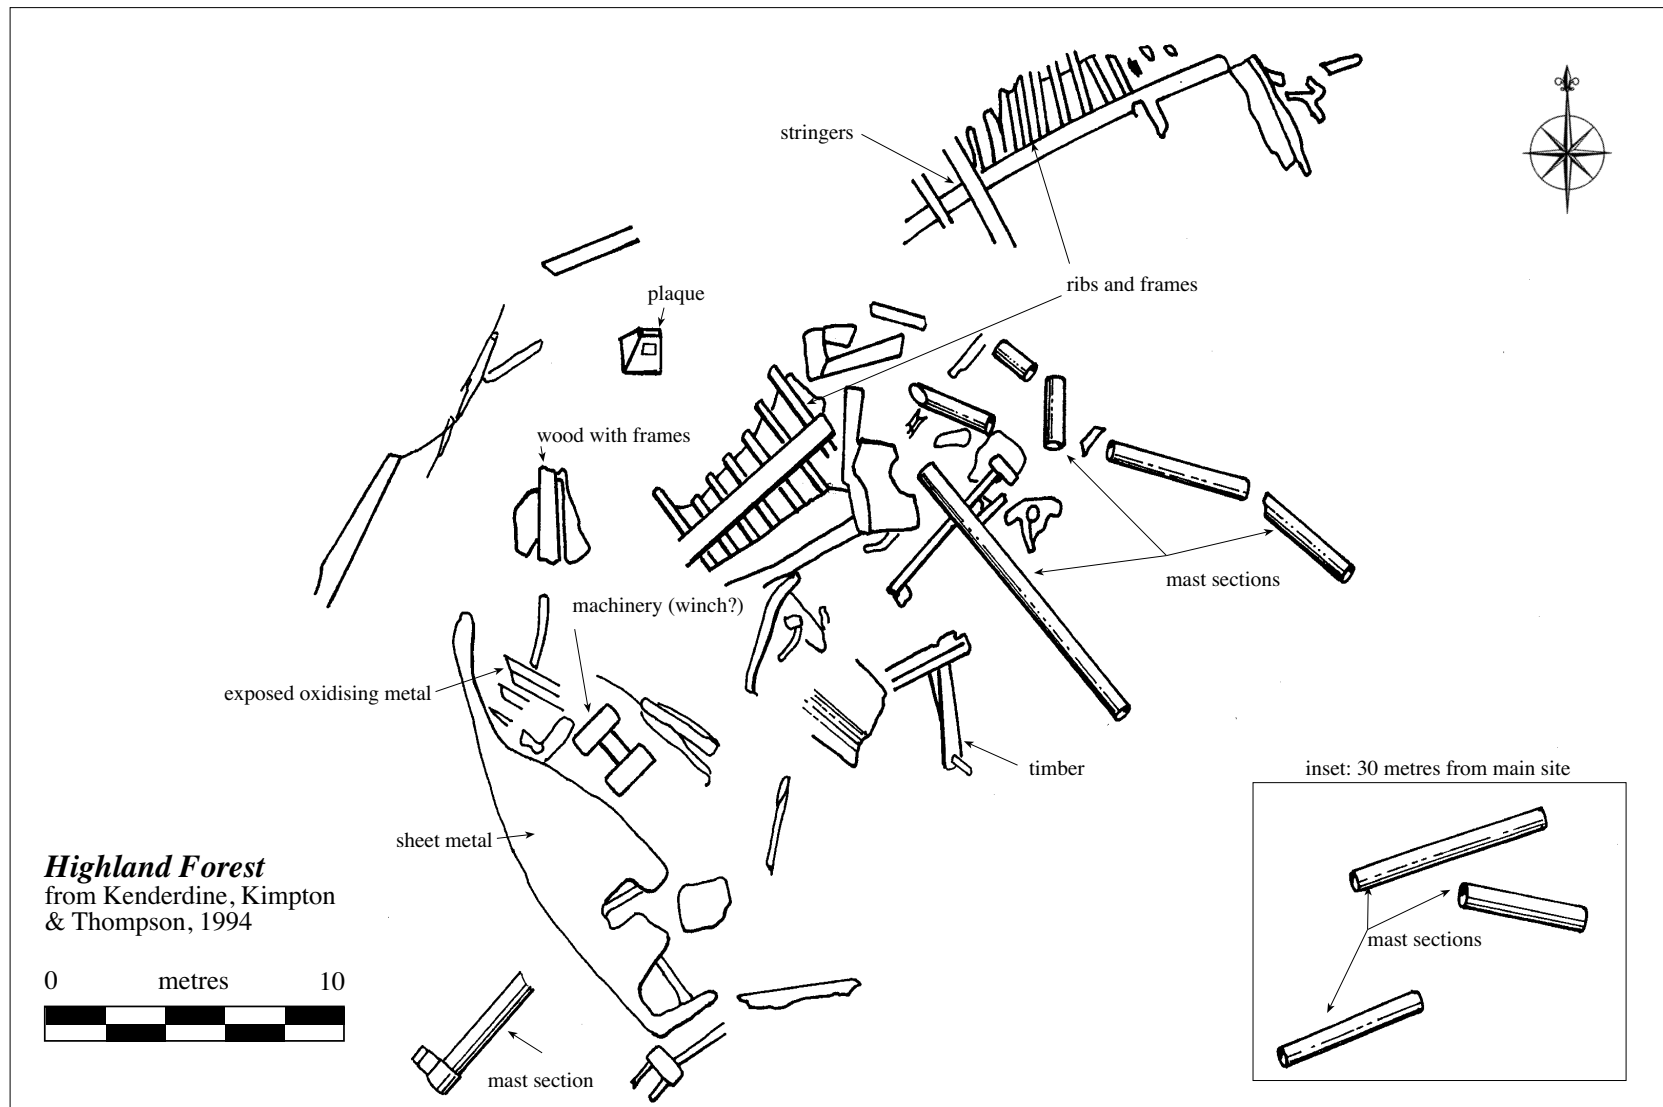 stringers
ribs and frames
plaque
wood with frames
mast sections
machinery (winch?)
exposed oxidising metal
timber
inset: 30 metres from main site
sheet metal
Highland Forest
from Kenderdine, Kimpton
& Thompson, 1994
mast sections
0 metres 10
mast section